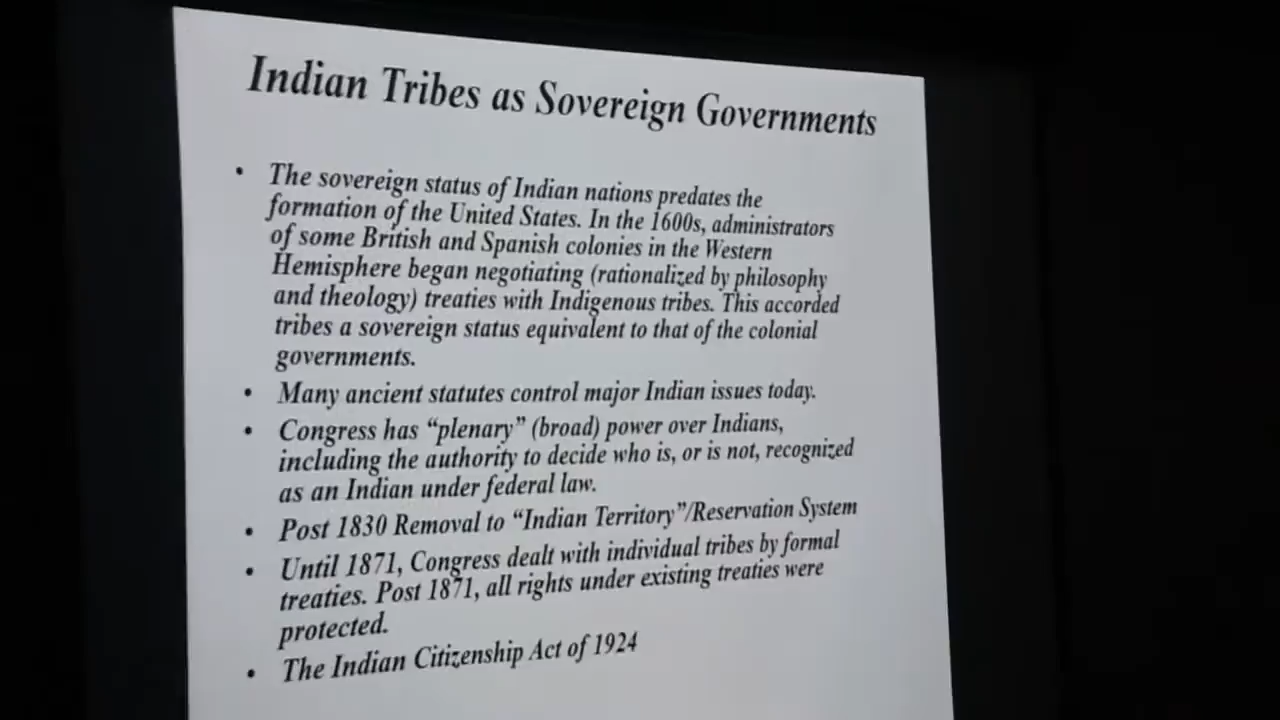 Indian Tribes as Sovereign Governments
• The sovereign status of Indian nations predates the
formation of the United States. In the 1600s, administrators
of some British and Spanish colonies in the Western
Hemisphere began negotiating (rationalized by philosophy
and theology) treaties with Indigenous tribes. This accorded
tribes a sovereign status equivalent to that of the colonial
governments.
• Many ancient statutes control major Indian issues today.
• Congress has “plenary” (broad) power over Indians,
including the authority to decide who is, or is not, recognized
as an Indian under federal law.
• Post 1830 Removal to “Indian Territory”/Reservation System
• Until 1871, Congress dealt with individual tribes by formal
treaties. Post 1871, all rights under existing treaties were
protected.
• The Indian Citizenship Act of 1924